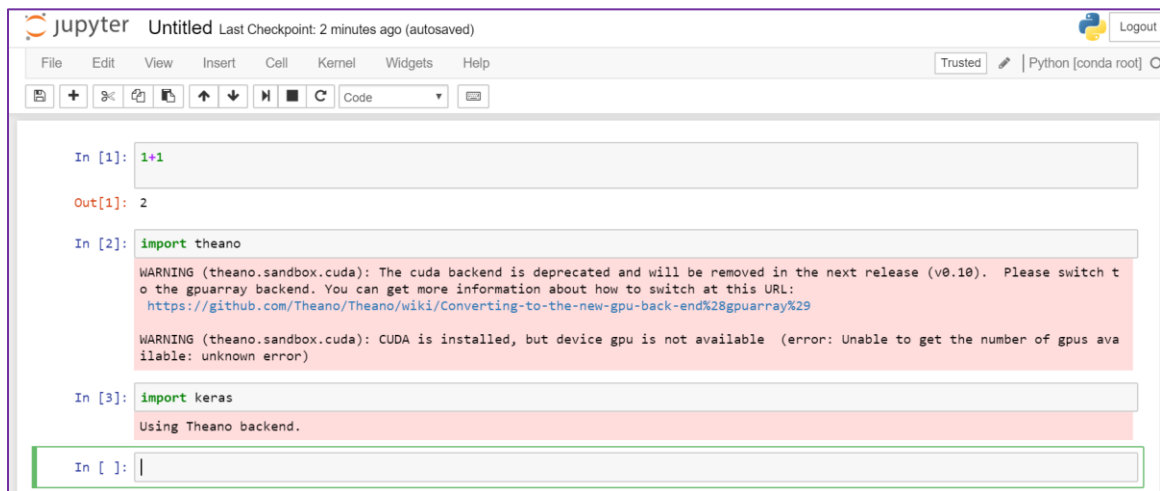 jupyter Untitled Last Checkpoint: 2 minutes ago (autosaved) Logout
File Edit View Insert Cell Kernel Widgets Help Trusted Python [conda root]
Code
In [1]: 1+1
Out[1]: 2
In [2]: import theano
WARNING (theano.sandbox.cuda): The cuda backend is deprecated and will be removed in the next release (v0.10).  Please switch t
o the gpuarray backend. You can get more information about how to switch at this URL:
https://github.com/Theano/Theano/wiki/Converting-to-the-new-gpu-back-end%28gpuarray%29
WARNING (theano.sandbox.cuda): CUDA is installed, but device gpu is not available  (error: Unable to get the number of gpus ava
ilable: unknown error)
In [3]: import keras
Using Theano backend.
In [ ]: